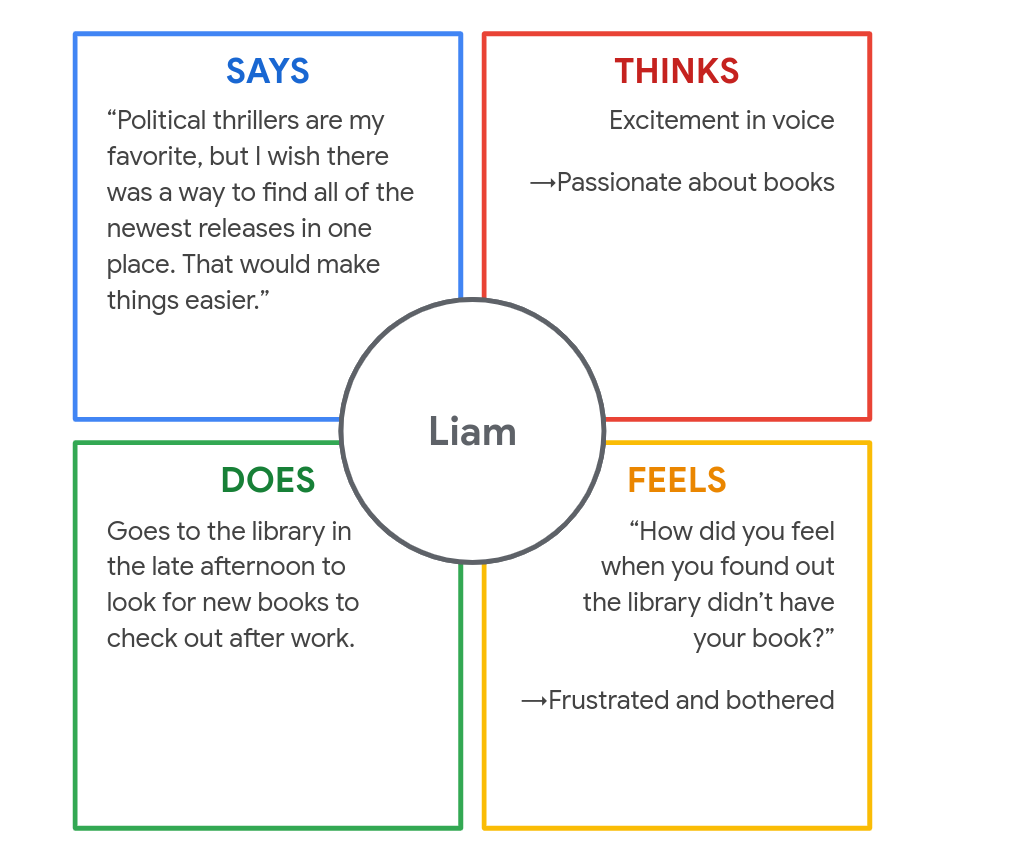 SAYS
“Political thrillers are my
favorite, but I wish there
was a way to find all of the
newest releases in one
place. That would make
things easier.”
THINKS
Excitement in voice
→Passionate about books
Liam
DOES
Goes to the library in
the late afternoon to
look for new books to
check out after work.
FEELS
“How did you feel
when you found out
the library didn’t have
your book?”
→Frustrated and bothered